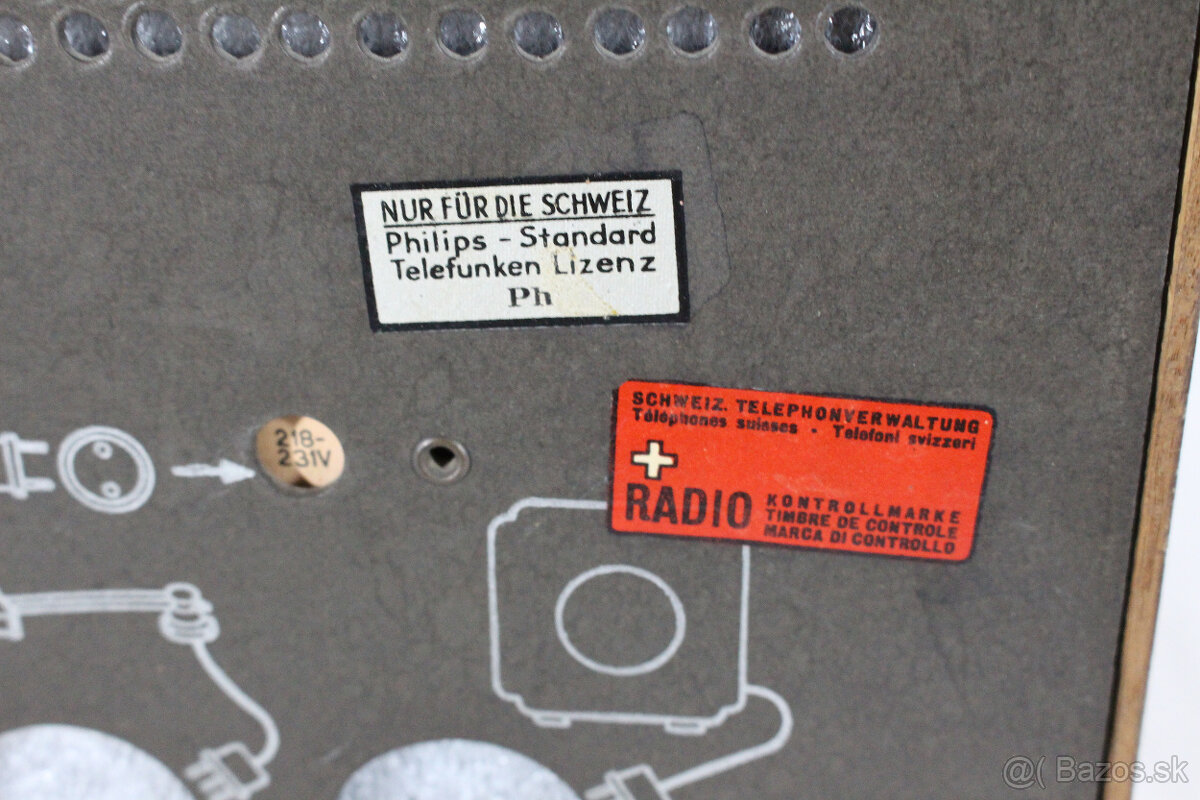 NUR FÜR DIE SCHWEIZ
Philips - Standard
Telefunken Lizenz
Ph
SCHWEIZ. TELEPHONVERWALTUNG
Téléphones suisses • Telefoni svizzeri
RADIO
KONTROLLMARKE
TIMBRE DE CONTROLE
MARCA DI CONTROLLO
218-
231V
@( Bazos.sk